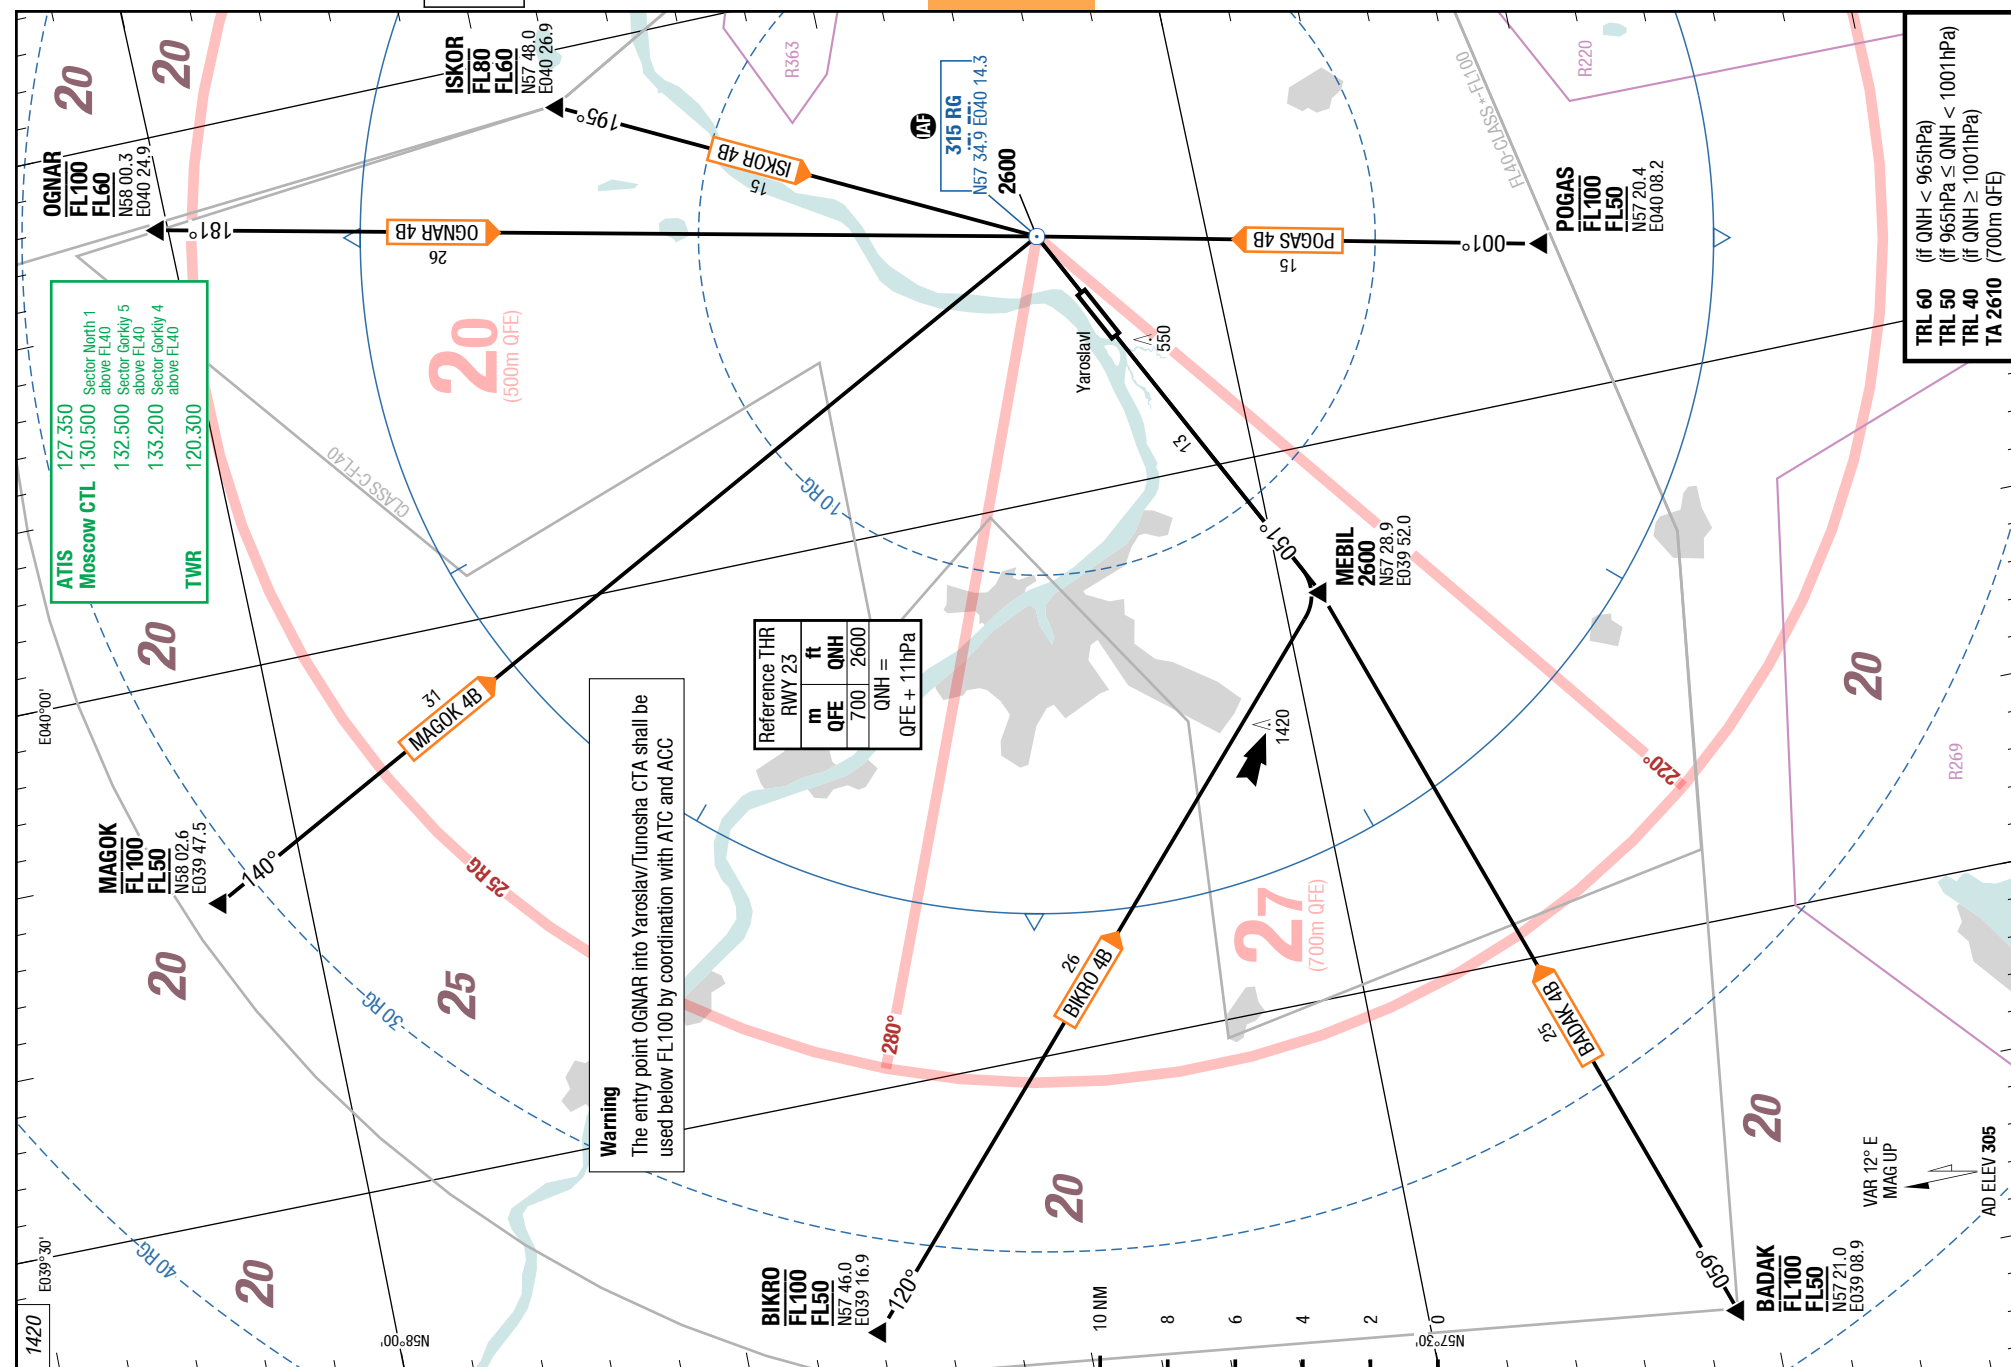 1420
E039°30'
E040°00'
40 RG
30 RG
25 RG
10 RG
20
20
20
20
20
20
20
20
25
20
(500m QFE)
27
(700m QFE)
ATIS 127.350
Moscow CTL 130.500 Sector North 1
above FL40
132.500 Sector Gorkiy 5
above FL40
133.200 Sector Gorkiy 4
above FL40
TWR 120.300
OGNAR
FL100
FL60
N58 00.3
E040 24.9
181°
OGNAR 4B
26
ISKOR
FL80
FL60
N57 48.0
E040 26.9
195°
ISKOR 4B
15
R363
IAF
315 RG
N57 34.9 E040 14.3
2600
FL40-CLASS*-FL100
R220
POGAS
FL100
FL50
N57 20.4
E040 08.2
001°
POGAS 4B
15
TRL 60 (if QNH < 965hPa)
TRL 50 (if 965hPa ≤ QNH < 1001hPa)
TRL 40 (if QNH ≥ 1001hPa)
TA 2610 (700m QFE)
CLASS C-FL40
MAGOK
FL100
FL50
N58 02.6
E039 47.5
140°
31
MAGOK 4B
Warning
The entry point OGNAR into Yaroslav/Tunosha CTA shall be
used below FL100 by coordination with ATC and ACC
Reference THR
RWY 23
m ft
QFE QNH
700 2600
QNH =
QFE + 11hPa
Yaroslavl
550
13
051°
MEBIL
2600
N57 28.9
E039 52.0
1420
280°
220°
R269
BIKRO
FL100
FL50
N57 46.0
E039 16.9
120°
26
BIKRO 4B
BADAK
FL100
FL50
N57 21.0
E039 08.9
059°
BADAK 4B
25
N58°00'
N57°30'
10 NM
8
6
4
2
0
VAR 12° E
MAG UP
AD ELEV 305